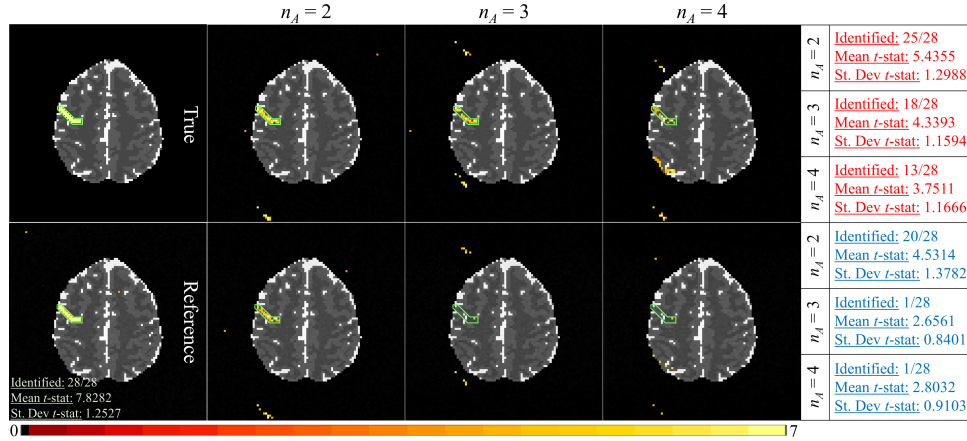 n_A = 2
n_A = 3
n_A = 4
True
n_A = 2
Identified: 25/28
Mean t-stat: 5.4355
St. Dev t-stat: 1.2988
n_A = 3
Identified: 18/28
Mean t-stat: 4.3393
St. Dev t-stat: 1.1594
n_A = 4
Identified: 13/28
Mean t-stat: 3.7511
St. Dev t-stat: 1.1666
Reference
Identified: 28/28
Mean t-stat: 7.8282
St. Dev t-stat: 1.2527
n_A = 2
Identified: 20/28
Mean t-stat: 4.5314
St. Dev t-stat: 1.3782
n_A = 3
Identified: 1/28
Mean t-stat: 2.6561
St. Dev t-stat: 0.8401
n_A = 4
Identified: 1/28
Mean t-stat: 2.8032
St. Dev t-stat: 0.9103
0
7